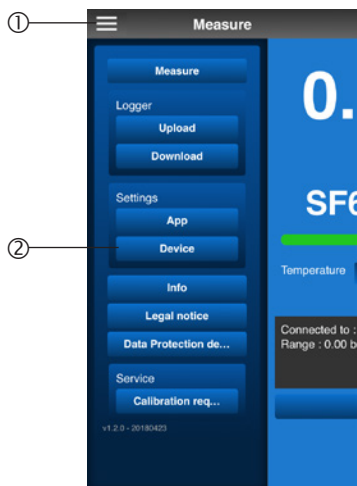 ① Measure
Measure
Logger
Upload
Download
Settings
App
② Device
Info
Legal notice
Data Protection de...
Service
Calibration req...
v1.2.0 - 20180423
0.
SF6
Temperature
Connected to :
Range : 0.00 b